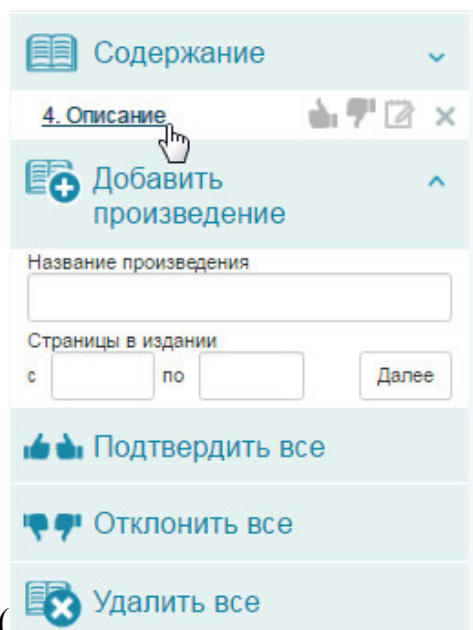 Содержание
4. Описание
Добавить
произведение
Название произведения
Страницы в издании
с по Далее
Подтвердить все
Отклонить все
Удалить все
(